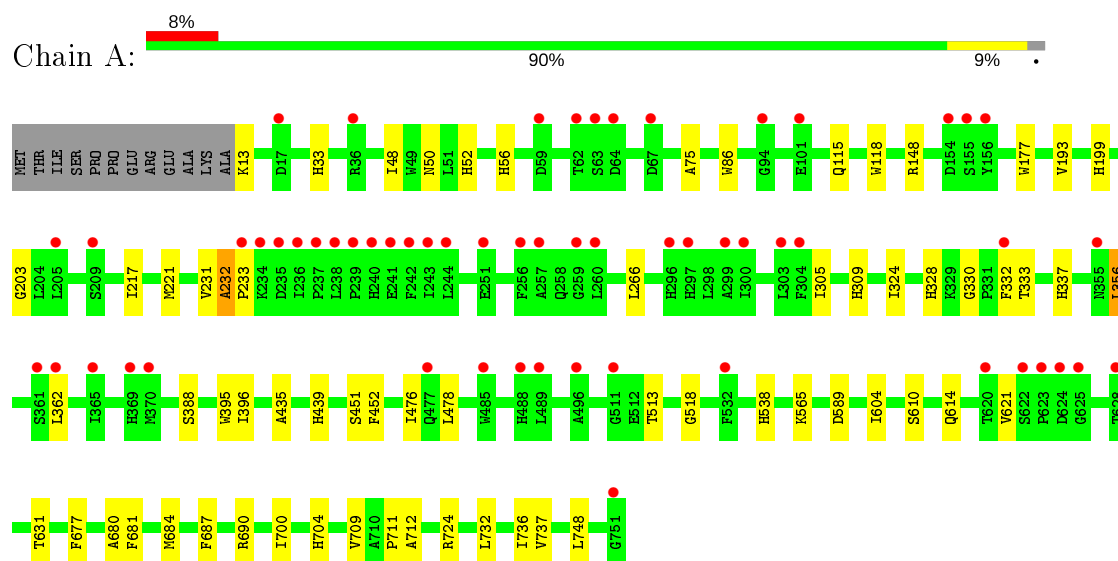 8%
Chain A:
90% 9% •
MET THR ILE SER PRO PRO GLU ARG GLU ALA LYS ALA K13 D17 H33 R36 I48 W49 N50 L51 H52 H56 D59 T62 S63 D64 D67 A75 W86 G94 E101 Q115 W118 R148 D154 S155 Y156 W177 V193 H199
G203 L204 L205 S209 I217 M221 V231 A232 P233 K234 D235 I236 P237 L238 P239 H240 E241 F242 I243 L244 E251 F256 A257 Q258 G259 L260 L266 H296 H297 L298 A299 I300 L303 F304 I305 H309 I324 H328 K329 G330 P331 F332 T333 H337 N355 L356
S361 L362 I365 H369 M370 S388 W395 I396 A435 H439 S451 F452 I476 Q477 L478 W485 H488 L489 A496 G511 E512 T513 G518 F532 H538 K565 D589 I604 S610 Q614 T620 V621 S622 P623 D624 G625 T628
T631 F677 A680 F681 M684 F687 R690 I700 H704 V709 A710 P711 A712 R724 L732 I736 V737 L748 G751